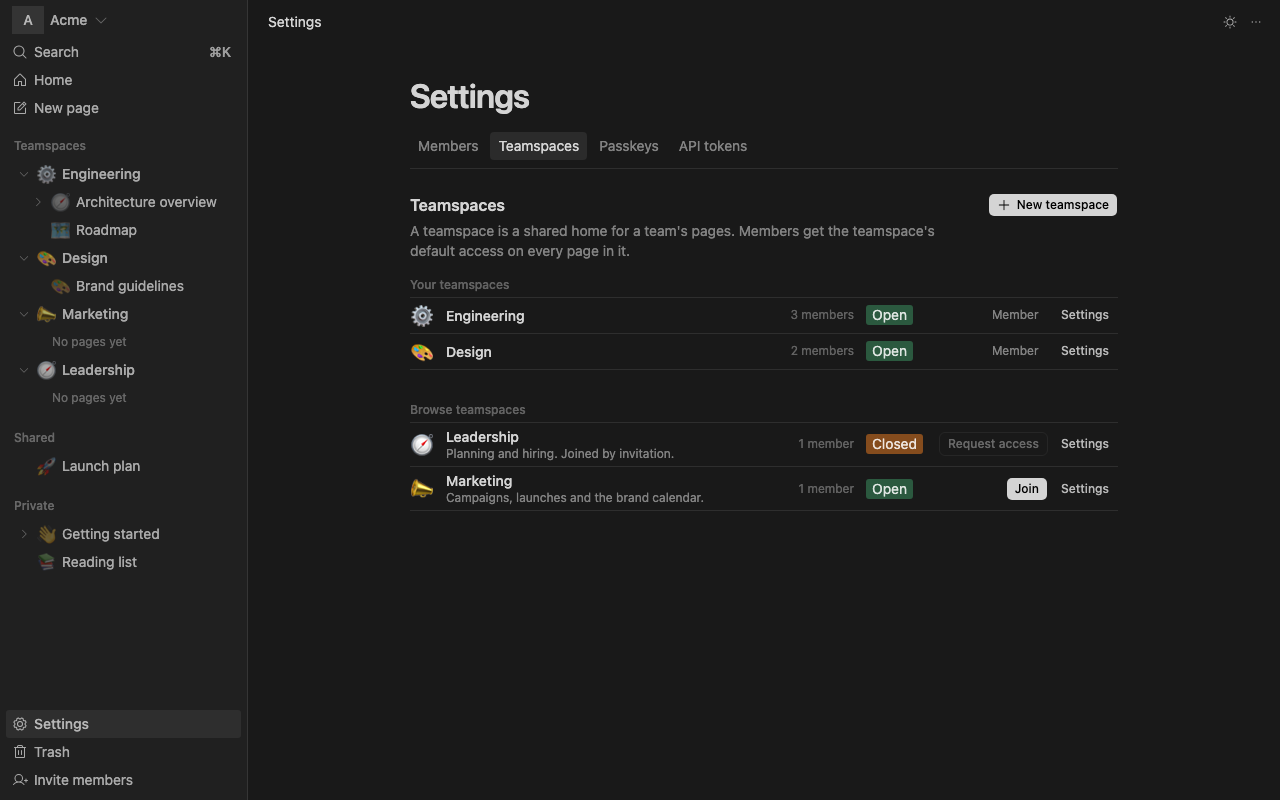 A Acme
Search ⌘K
Home
New page
Teamspaces
Engineering
Architecture overview
Roadmap
Design
Brand guidelines
Marketing
No pages yet
Leadership
No pages yet
Shared
Launch plan
Private
Getting started
Reading list
Settings
Trash
Invite members
Settings
Settings
Members Teamspaces Passkeys API tokens
Teamspaces
New teamspace
A teamspace is a shared home for a team's pages. Members get the teamspace's
default access on every page in it.
Your teamspaces
Engineering 3 members Open Member Settings
Design 2 members Open Member Settings
Browse teamspaces
Leadership 1 member Closed Request access Settings
Planning and hiring. Joined by invitation.
Marketing 1 member Open Join Settings
Campaigns, launches and the brand calendar.